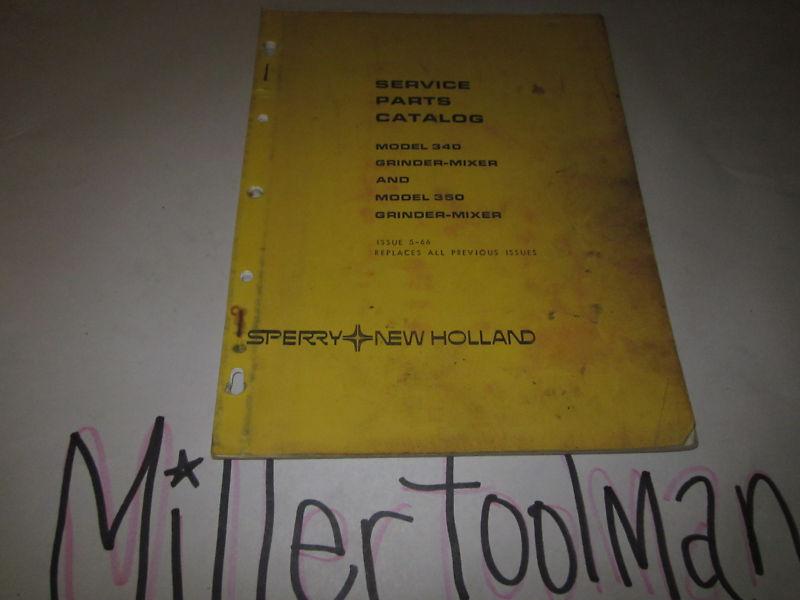 SERVICE
PARTS
CATALOG
MODEL 340
GRINDER-MIXER
AND
MODEL 350
GRINDER-MIXER
ISSUE 5-66
REPLACES ALL PREVIOUS ISSUES
SPERRY NEW HOLLAND
Millertoolman